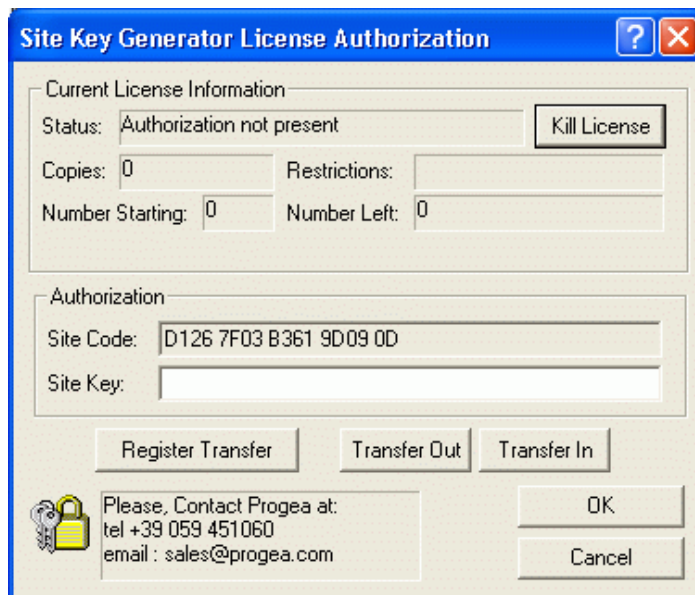 Site Key Generator License Authorization
Current License Information
Status: Authorization not present Kill License
Copies: 0 Restrictions:
Number Starting: 0 Number Left: 0
Authorization
Site Code: D126 7F03 B361 9D09 0D
Site Key:
Register Transfer Transfer Out Transfer In
Please, Contact Progea at:
tel +39 059 451060
email : sales@progea.com
OK
Cancel